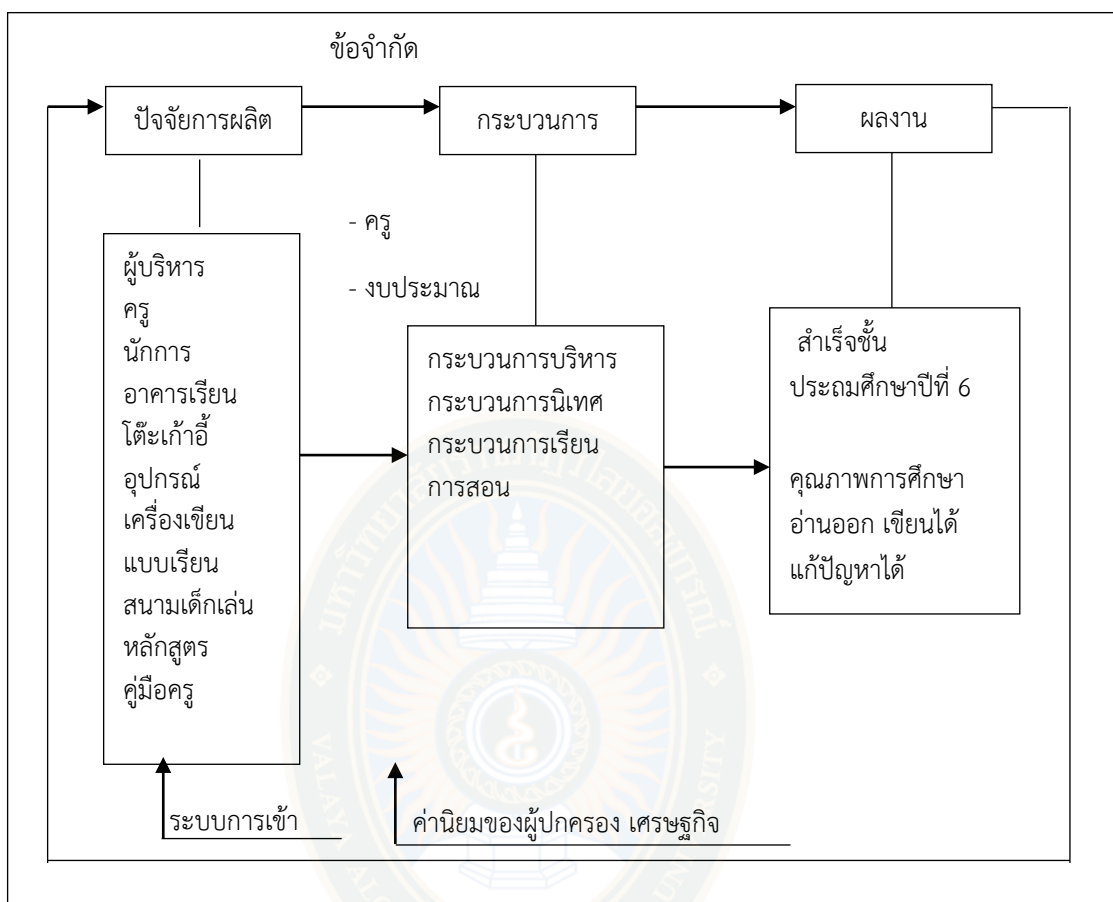 ข้อจำกัด
ปัจจัยการผลิต
กระบวนการ
ผลงาน
- ครู
- งบประมาณ
ผู้บริหาร
ครู
นักการ
อาคารเรียน
โต๊ะเก้าอี้
อุปกรณ์
เครื่องเขียน
แบบเรียน
สนามเด็กเล่น
หลักสูตร
คู่มือครู
กระบวนการบริหาร
กระบวนการนิเทศ
กระบวนการเรียน
การสอน
สำเร็จชั้น
ประถมศึกษาปีที่ 6
คุณภาพการศึกษา
อ่านออก เขียนได้
แก้ปัญหาได้
ระบบการเข้า
ค่านิยมของผู้ปกครอง เศรษฐกิจ